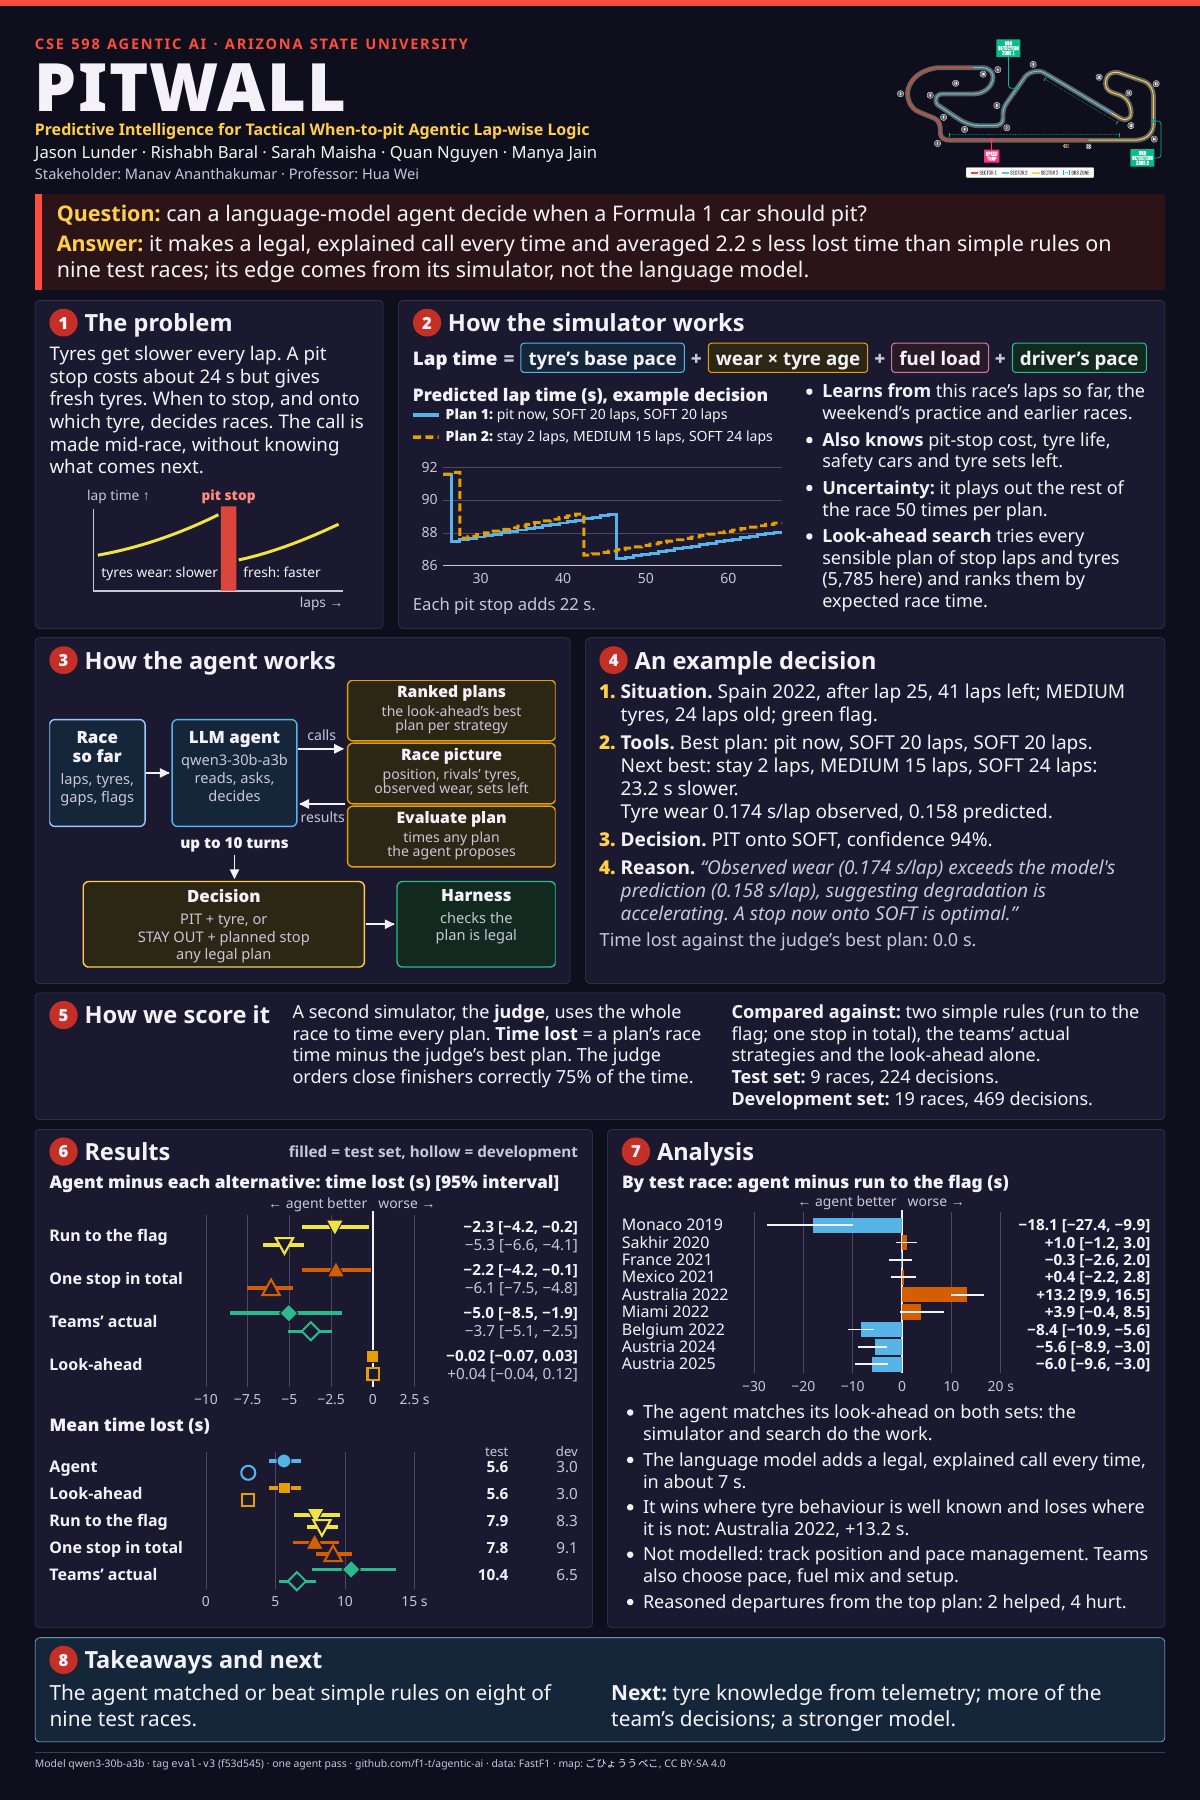 CSE 598 AGENTIC AI · ARIZONA STATE UNIVERSITY
PITWALL
Predictive Intelligence for Tactical When-to-pit Agentic Lap-wise Logic
Jason Lunder · Rishabh Baral · Sarah Maisha · Quan Nguyen · Manya Jain
Stakeholder: Manav Ananthakumar · Professor: Hua Wei
SPEED TRAP
SECTOR 1 SECTOR 2 SECTOR 3 DRS ZONE
Question: can a language-model agent decide when a Formula 1 car should pit?
Answer: it makes a legal, explained call every time and averaged 2.2 s less lost time than simple rules on
nine test races; its edge comes from its simulator, not the language model.
1 The problem
Tyres get slower every lap. A pit
stop costs about 24 s but gives
fresh tyres. When to stop, and onto
which tyre, decides races. The call is
made mid-race, without knowing
what comes next.
lap time ↑
pit stop
tyres wear: slower
fresh: faster
laps →
2 How the simulator works
Lap time = tyre’s base pace + wear × tyre age + fuel load + driver’s pace
Predicted lap time (s), example decision
Plan 1: pit now, SOFT 20 laps, SOFT 20 laps
Plan 2: stay 2 laps, MEDIUM 15 laps, SOFT 24 laps
92
90
88
86
30 40 50 60
Each pit stop adds 22 s.
• Learns from this race’s laps so far, the
weekend’s practice and earlier races.
• Also knows pit-stop cost, tyre life,
safety cars and tyre sets left.
• Uncertainty: it plays out the rest of
the race 50 times per plan.
• Look-ahead search tries every
sensible plan of stop laps and tyres
(5,785 here) and ranks them by
expected race time.
3 How the agent works
Race
so far
laps, tyres,
gaps, flags
LLM agent
qwen3-30b-a3b
reads, asks,
decides
calls
results
Ranked plans
the look-ahead’s best
plan per strategy
Race picture
position, rivals’ tyres,
observed wear, sets left
Evaluate plan
times any plan
the agent proposes
up to 10 turns
Decision
PIT + tyre, or
STAY OUT + planned stop
any legal plan
Harness
checks the
plan is legal
4 An example decision
1. Situation. Spain 2022, after lap 25, 41 laps left; MEDIUM
tyres, 24 laps old; green flag.
2. Tools. Best plan: pit now, SOFT 20 laps, SOFT 20 laps.
Next best: stay 2 laps, MEDIUM 15 laps, SOFT 24 laps:
23.2 s slower.
Tyre wear 0.174 s/lap observed, 0.158 predicted.
3. Decision. PIT onto SOFT, confidence 94%.
4. Reason. “Observed wear (0.174 s/lap) exceeds the model's
prediction (0.158 s/lap), suggesting degradation is
accelerating. A stop now onto SOFT is optimal.”
Time lost against the judge’s best plan: 0.0 s.
5 How we score it
A second simulator, the judge, uses the whole
race to time every plan. Time lost = a plan’s race
time minus the judge’s best plan. The judge
orders close finishers correctly 75% of the time.
Compared against: two simple rules (run to the
flag; one stop in total), the teams’ actual
strategies and the look-ahead alone.
Test set: 9 races, 224 decisions.
Development set: 19 races, 469 decisions.
6 Results
filled = test set, hollow = development
Agent minus each alternative: time lost (s) [95% interval]
← agent better worse →
Run to the flag −2.3 [−4.2, −0.2]
−5.3 [−6.6, −4.1]
One stop in total −2.2 [−4.2, −0.1]
−6.1 [−7.5, −4.8]
Teams’ actual −5.0 [−8.5, −1.9]
−3.7 [−5.1, −2.5]
Look-ahead −0.02 [−0.07, 0.03]
+0.04 [−0.04, 0.12]
−10 −7.5 −5 −2.5 0 2.5 s
Mean time lost (s)
test dev
Agent 5.6 3.0
Look-ahead 5.6 3.0
Run to the flag 7.9 8.3
One stop in total 7.8 9.1
Teams’ actual 10.4 6.5
0 5 10 15 s
7 Analysis
By test race: agent minus run to the flag (s)
← agent better worse →
Monaco 2019 −18.1 [−27.4, −9.9]
Sakhir 2020 +1.0 [−1.2, 3.0]
France 2021 −0.3 [−2.6, 2.0]
Mexico 2021 +0.4 [−2.2, 2.8]
Australia 2022 +13.2 [9.9, 16.5]
Miami 2022 +3.9 [−0.4, 8.5]
Belgium 2022 −8.4 [−10.9, −5.6]
Austria 2024 −5.6 [−8.9, −3.0]
Austria 2025 −6.0 [−9.6, −3.0]
−30 −20 −10 0 10 20 s
• The agent matches its look-ahead on both sets: the
simulator and search do the work.
• The language model adds a legal, explained call every time,
in about 7 s.
• It wins where tyre behaviour is well known and loses where
it is not: Australia 2022, +13.2 s.
• Not modelled: track position and pace management. Teams
also choose pace, fuel mix and setup.
• Reasoned departures from the top plan: 2 helped, 4 hurt.
8 Takeaways and next
The agent matched or beat simple rules on eight of
nine test races.
Next: tyre knowledge from telemetry; more of the
team’s decisions; a stronger model.
Model qwen3-30b-a3b · tag eval-v3 (f53d545) · one agent pass · github.com/f1-t/agentic-ai · data: FastF1 · map: ごひょううべこ, CC BY-SA 4.0